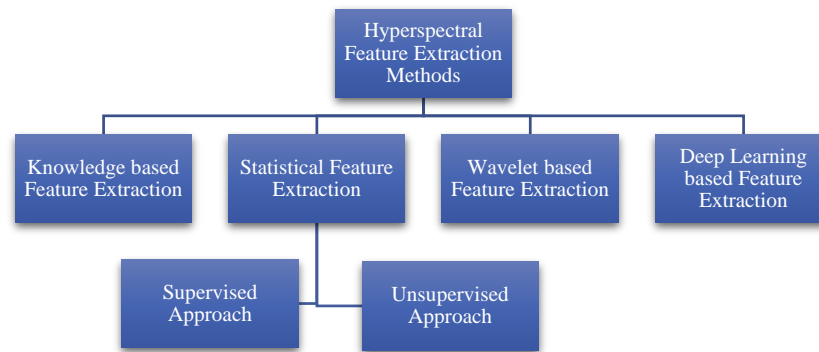 Hyperspectral
Feature Extraction
Methods
Knowledge based
Feature Extraction
Statistical Feature
Extraction
Wavelet based
Feature Extraction
Deep Learning
based Feature
Extraction
Supervised
Approach
Unsupervised
Approach